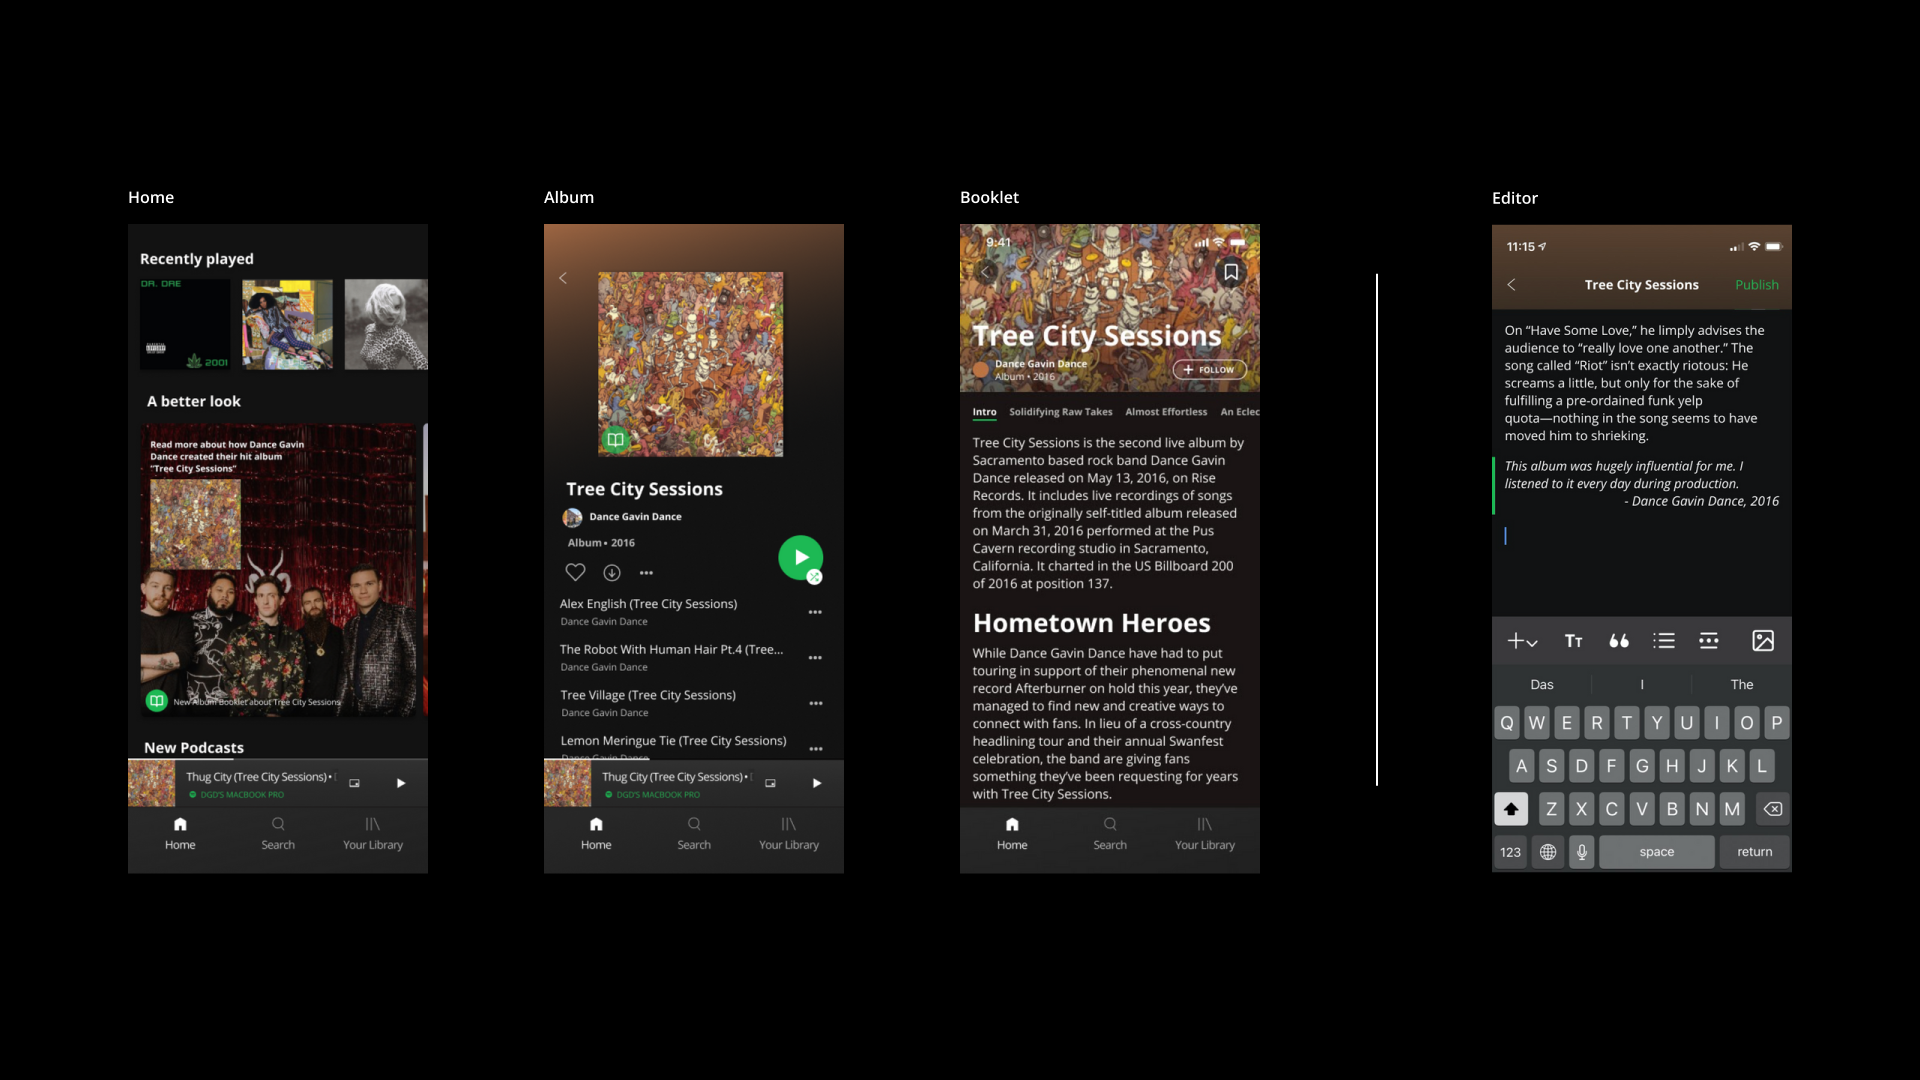 Home
Recently played
DR. DRE
2001
A better look
Read more about how Dance Gavin
Dance created their hit album
"Tree City Sessions"
New Album Booklet about Tree City Sessions
New Podcasts
Thug City (Tree City Sessions) •
DGD'S MACBOOK PRO
Home
Search
Your Library
Album
Tree City Sessions
Dance Gavin Dance
Album • 2016
Alex English (Tree City Sessions)
Dance Gavin Dance
The Robot With Human Hair Pt.4 (Tree...
Dance Gavin Dance
Tree Village (Tree City Sessions)
Dance Gavin Dance
Lemon Meringue Tie (Tree City Sessions)
Dance Gavin Dance
Thug City (Tree City Sessions) •
DGD'S MACBOOK PRO
Home
Search
Your Library
Booklet
9:41
Tree City Sessions
Dance Gavin Dance
Album • 2016
FOLLOW
Intro Solidifying Raw Takes Almost Effortless An Eclec
Tree City Sessions is the second live album by
Sacramento based rock band Dance Gavin
Dance released on May 13, 2016, on Rise
Records. It includes live recordings of songs
from the originally self-titled album released
on March 31, 2016 performed at the Pus
Cavern recording studio in Sacramento,
California. It charted in the US Billboard 200
of 2016 at position 137.
Hometown Heroes
While Dance Gavin Dance have had to put
touring in support of their phenomenal new
record Afterburner on hold this year, they've
managed to find new and creative ways to
connect with fans. In lieu of a cross-country
headlining tour and their annual Swanfest
celebration, the band are giving fans
something they've been requesting for years
with Tree City Sessions.
Home
Search
Your Library
Editor
11:15
Tree City Sessions
Publish
On “Have Some Love,” he limply advises the
audience to “really love one another.” The
song called “Riot” isn’t exactly riotous: He
screams a little, but only for the sake of
fulfilling a pre-ordained funk yelp
quota—nothing in the song seems to have
moved him to shrieking.
This album was hugely influential for me. I
listened to it every day during production.
- Dance Gavin Dance, 2016
TT
Das I The
Q W E R T Y U I O P
A S D F G H J K L
Z X C V B N M
123 space return